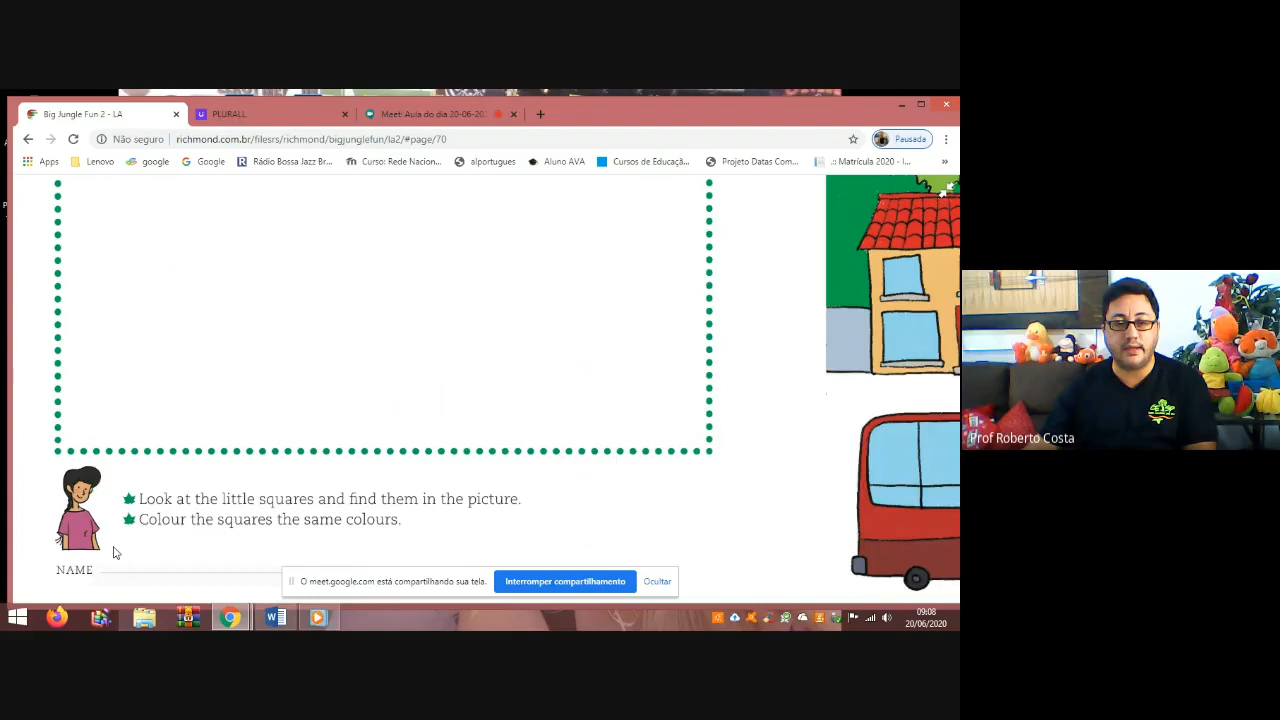 Big Jungle Fun 2 - LA
PLURALL
Meet: Aula do dia 20-06-202
Não seguro
richmond.com.br/filesrs/richmond/bigjunglefun/la2/#page/70
Pausada
Apps
Lenovo
google
Google
Rádio Bossa Jazz Br...
Curso: Rede Nacion...
alportugues
Aluno AVA
Cursos de Educaçã...
Projeto Datas Com...
.:: Matrícula 2020 - I...
Look at the little squares and find them in the picture.
Colour the squares the same colours.
NAME
O meet.google.com está compartilhando sua tela.
Interromper compartilhamento
Ocultar
09:08
20/06/2020
Prof Roberto Costa